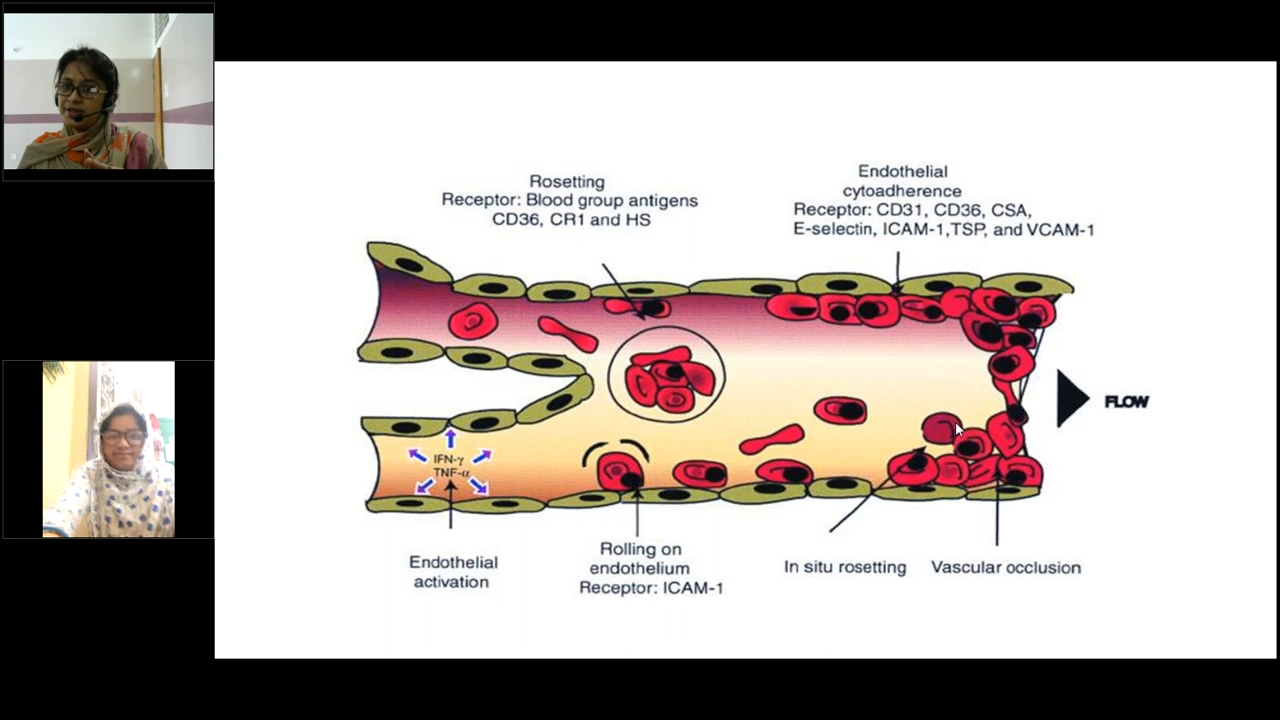 Rosetting
Receptor: Blood group antigens
CD36, CR1 and HS
Endothelial
cytoadherence
Receptor: CD31, CD36, CSA,
E-selectin, ICAM-1,TSP, and VCAM-1
FLOW
IFN-γ
TNF-α
Endothelial
activation
Rolling on
endothelium
Receptor: ICAM-1
In situ rosetting
Vascular occlusion